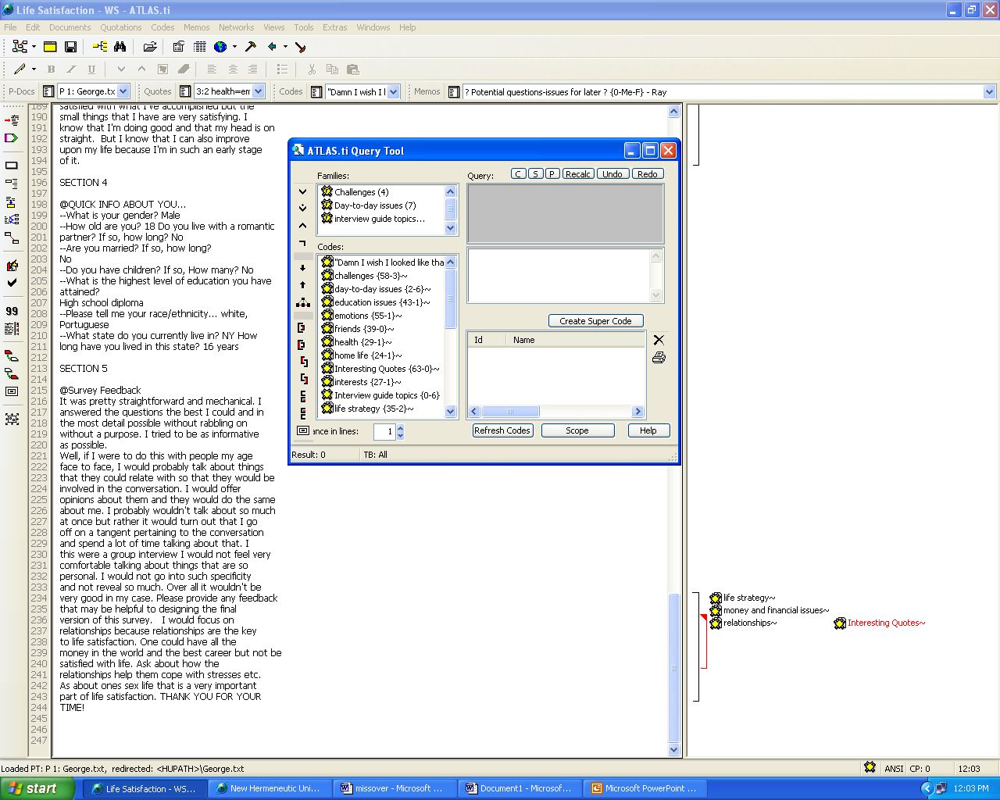 Life Satisfaction - WS - ATLAS.ti
File Edit Documents Quotations Codes Memos Networks Views Tools Extras Windows Help
B I U
P-Docs P 1: George.tx Quotes 3:2 health=em Codes "Damn I wish I l Memos ? Potential questions-issues for later ? {0-Me-F} - Ray
189 satisfied with what I've accomplished but the
190 small things that I have are very satisfying. I
191 know that I'm doing good and that my head is on
192 straight.  But I know that I can also improve
193 upon my life because I'm in such an early stage
194 of it.
195
196 SECTION 4
197
198 @QUICK INFO ABOUT YOU...
199 --What is your gender? Male
200 --How old are you? 18 Do you live with a romantic
201 partner? If so, how long? No
202 --Are you married? If so, how long?
203 No
204 --Do you have children? If so, How many? No
205 --What is the highest level of education you have
206 attained?
207 High school diploma
208 --Please tell me your race/ethnicity... white,
209 Portuguese
210 --What state do you currently live in? NY How
211 long have you lived in this state? 16 years
212
213 SECTION 5
214
215 @Survey Feedback
216 It was pretty straightforward and mechanical. I
217 answered the questions the best I could and in
218 the most detail possible without rabbling on
219 without a purpose. I tried to be as informative
220 as possible.
221 Well, if I were to do this with people my age
222 face to face, I would probably talk about things
223 that they could relate with so that they would be
224 involved in the conversation. I would offer
225 opinions about them and they would do the same
226 about me. I probably wouldn't talk about so much
227 at once but rather it would turn out that I go
228 off on a tangent pertaining to the conversation
229 and spend a lot of time talking about that. I
230 this were a group interview I would not feel very
231 comfortable talking about things that are so
232 personal. I would not go into such specificity
233 and not reveal so much. Over all it wouldn't be
234 very good in my case. Please provide any feedback
235 that may be helpful to designing the final
236 version of this survey.   I would focus on
237 relationships because relationships are the key
238 to life satisfaction. One could have all the
239 money in the world and the best career but not be
240 satisfied with life. Ask about how the
241 relationships help them cope with stresses etc.
242 As about ones sex life that is a very important
243 part of life satisfaction. THANK YOU FOR YOUR
244 TIME!
245
246
247
ATLAS.ti Query Tool
Families:
Challenges (4)
Day-to-day issues (7)
interview guide topics...
Codes:
"Damn I wish I looked like tha
challenges {58-3}~
day-to-day issues {2-6}~
education issues {43-1}~
emotions {55-1}~
friends {39-0}~
health {29-1}~
home life {24-1}~
Interesting Quotes {63-0}~
interests {27-1}~
Interview guide topics {0-6}
life strategy {35-2}~
ance in lines: 1
Query: C S P Recalc Undo Redo
Create Super Code
Id Name
Refresh Codes Scope Help
Result: 0 TB: All
life strategy~
money and financial issues~
relationships~ Interesting Quotes~
Loaded PT: P 1: George.txt,  redirected: <HUPATH>\George.txt ANSI CP: 0 12:03
start Life Satisfaction - WS... New Hermeneutic Uni... missover - Microsoft ... Document1 - Microsof... Microsoft PowerPoint ... 12:03 PM